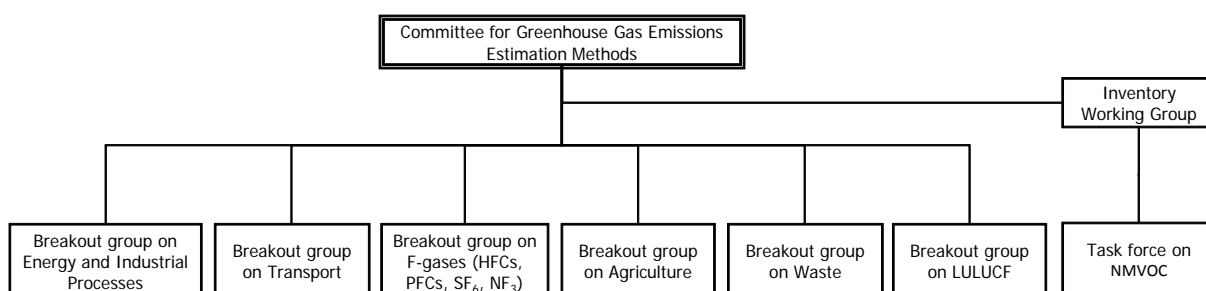 Committee for Greenhouse Gas Emissions
Estimation Methods
Inventory
Working Group
Breakout group on
Energy and Industrial
Processes
Breakout group
on Transport
Breakout group on
F-gases (HFCs,
PFCs, SF₆, NF₃)
Breakout group
on Agriculture
Breakout group
on Waste
Breakout group
on LULUCF
Task force on
NMVOC